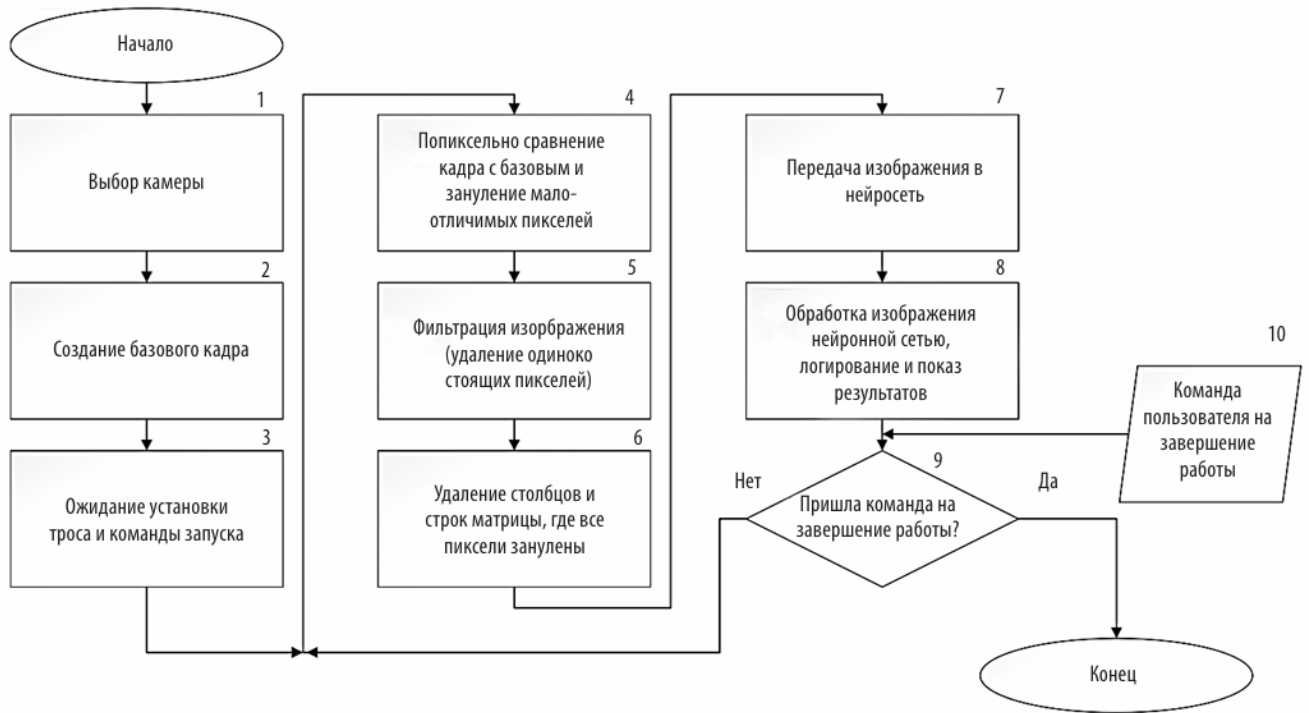 Начало
1
Выбор камеры
2
Создание базового кадра
3
Ожидание установки
троса и команды запуска
4
Попиксельно сравнение
кадра с базовым и
зануление мало-
отличимых пикселей
5
Фильтрация изорбражения
(удаление одиноко
стоящих пикселей)
6
Удаление столбцов и
строк матрицы, где все
пиксели занулены
7
Передача изображения в
нейросеть
8
Обработка изображения
нейронной сетью,
логирование и показ
результатов
10
Команда
пользователя на
завершение
работы
9
Нет
Да
Пришла команда на
завершение работы?
Конец